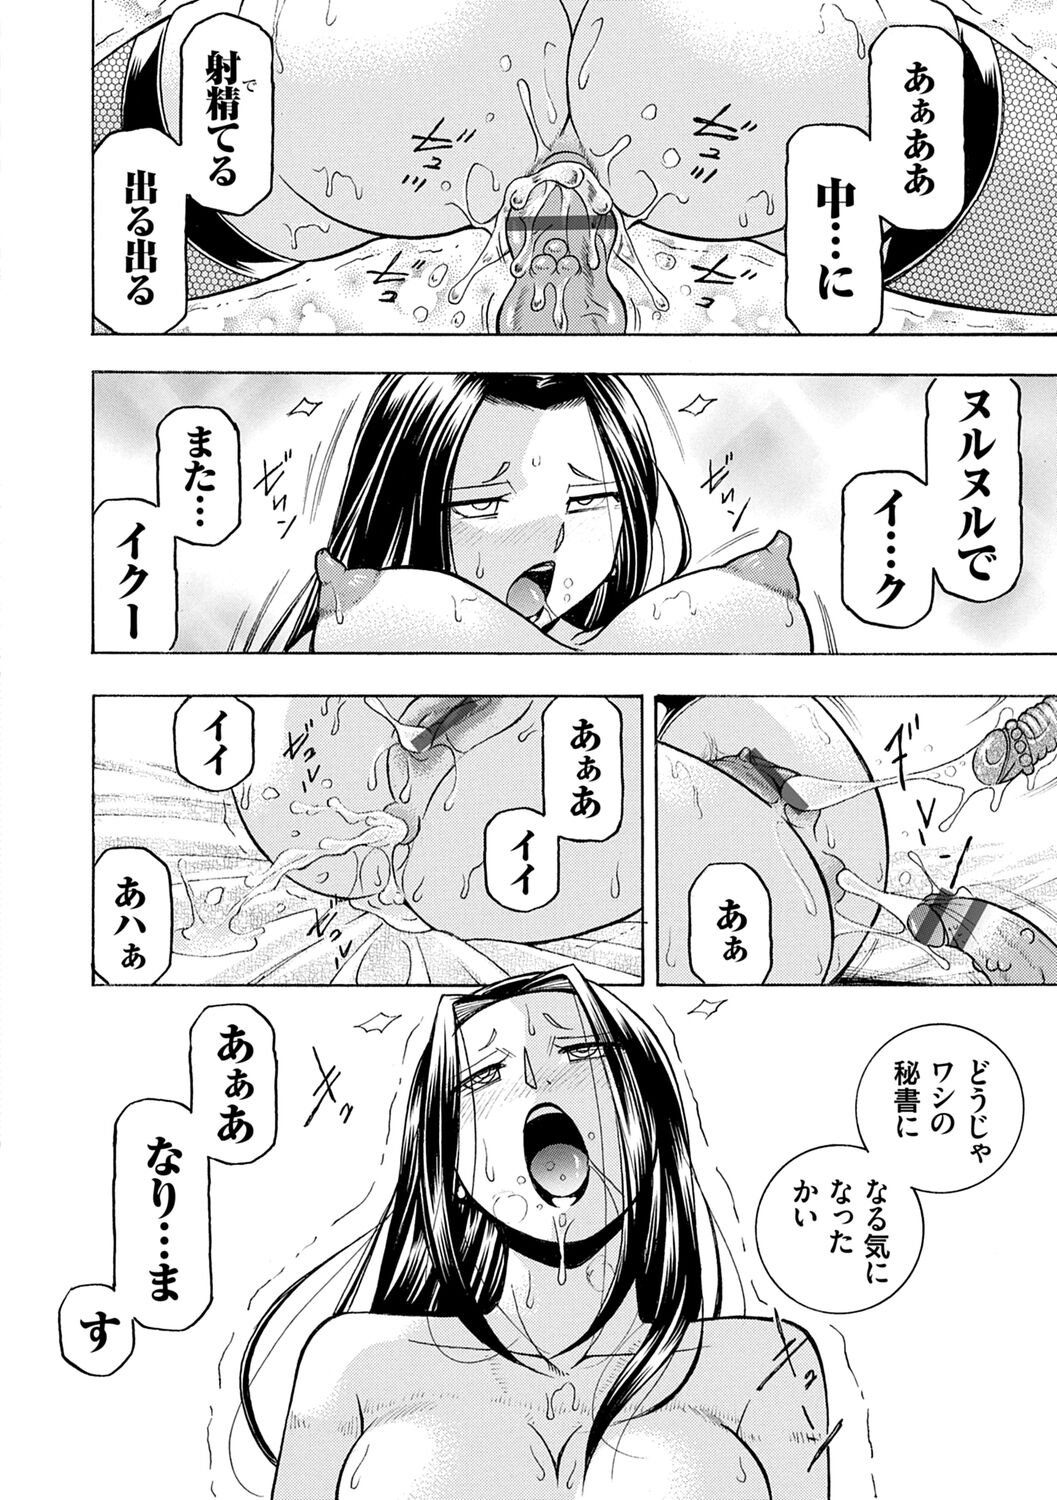 あぁああ
中……に
射精てる
で
出る出る
ヌルヌルで
イ……ク
また…
イクー
あぁ
あぁあ
イイ
イイ
あハぁ
どうじゃ
ワシの
秘書に
なる気に
なった
かい
あぁあ
なり…ま
す